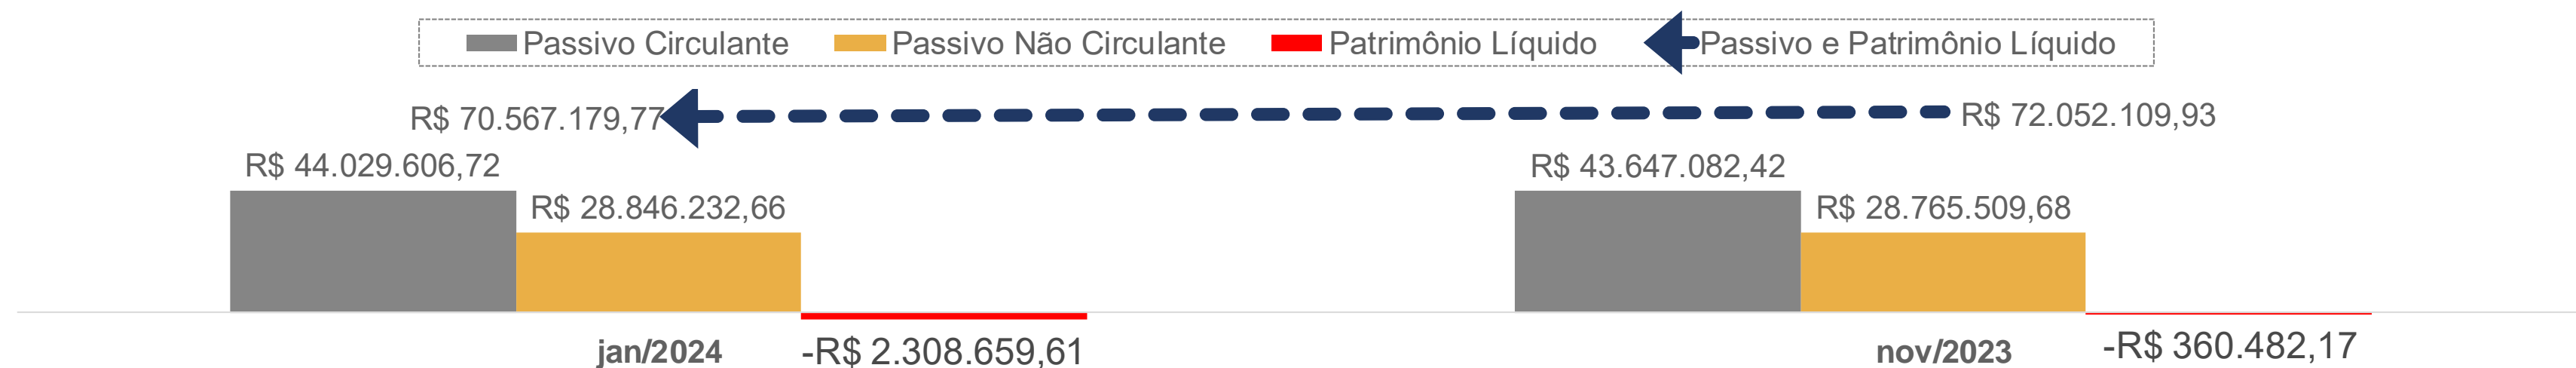 Passivo Circulante Passivo Não Circulante Patrimônio Líquido Passivo e Patrimônio Líquido
R$ 70.567.179,77 R$ 72.052.109,93
R$ 44.029.606,72 R$ 43.647.082,42
R$ 28.846.232,66 R$ 28.765.509,68
jan/2024 -R$ 2.308.659,61 nov/2023 -R$ 360.482,17